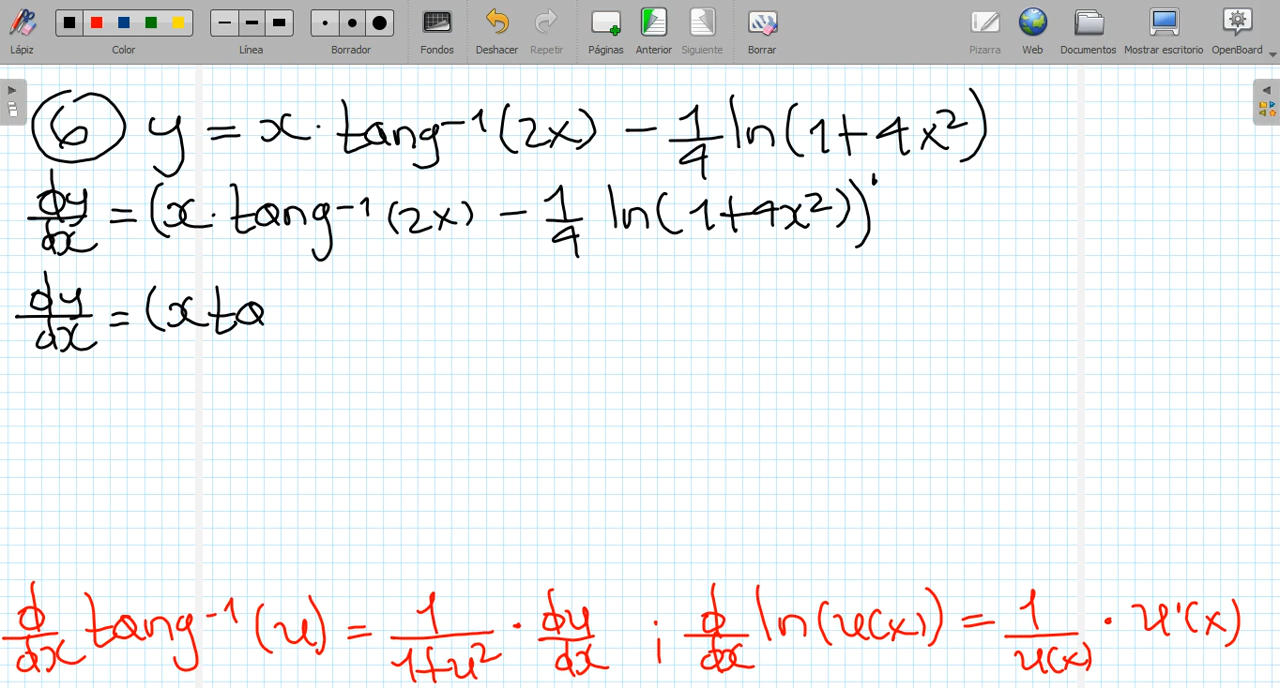 Lápiz Color Línea Borrador Fondos Deshacer Repetir Páginas Anterior Siguiente Borrar Pizarra Web Documentos Mostrar escritorio OpenBoard
6 y = x · tang⁻¹(2x) − 1/4 ln(1+4x²)
dy/dx = (x · tang⁻¹(2x) − 1/4 ln(1+4x²))'
dy/dx = (x ta
d/dx tang⁻¹(u) = 1/(1+u²) · dy/dx ; d/dx ln(u(x)) = 1/u(x) · u'(x)